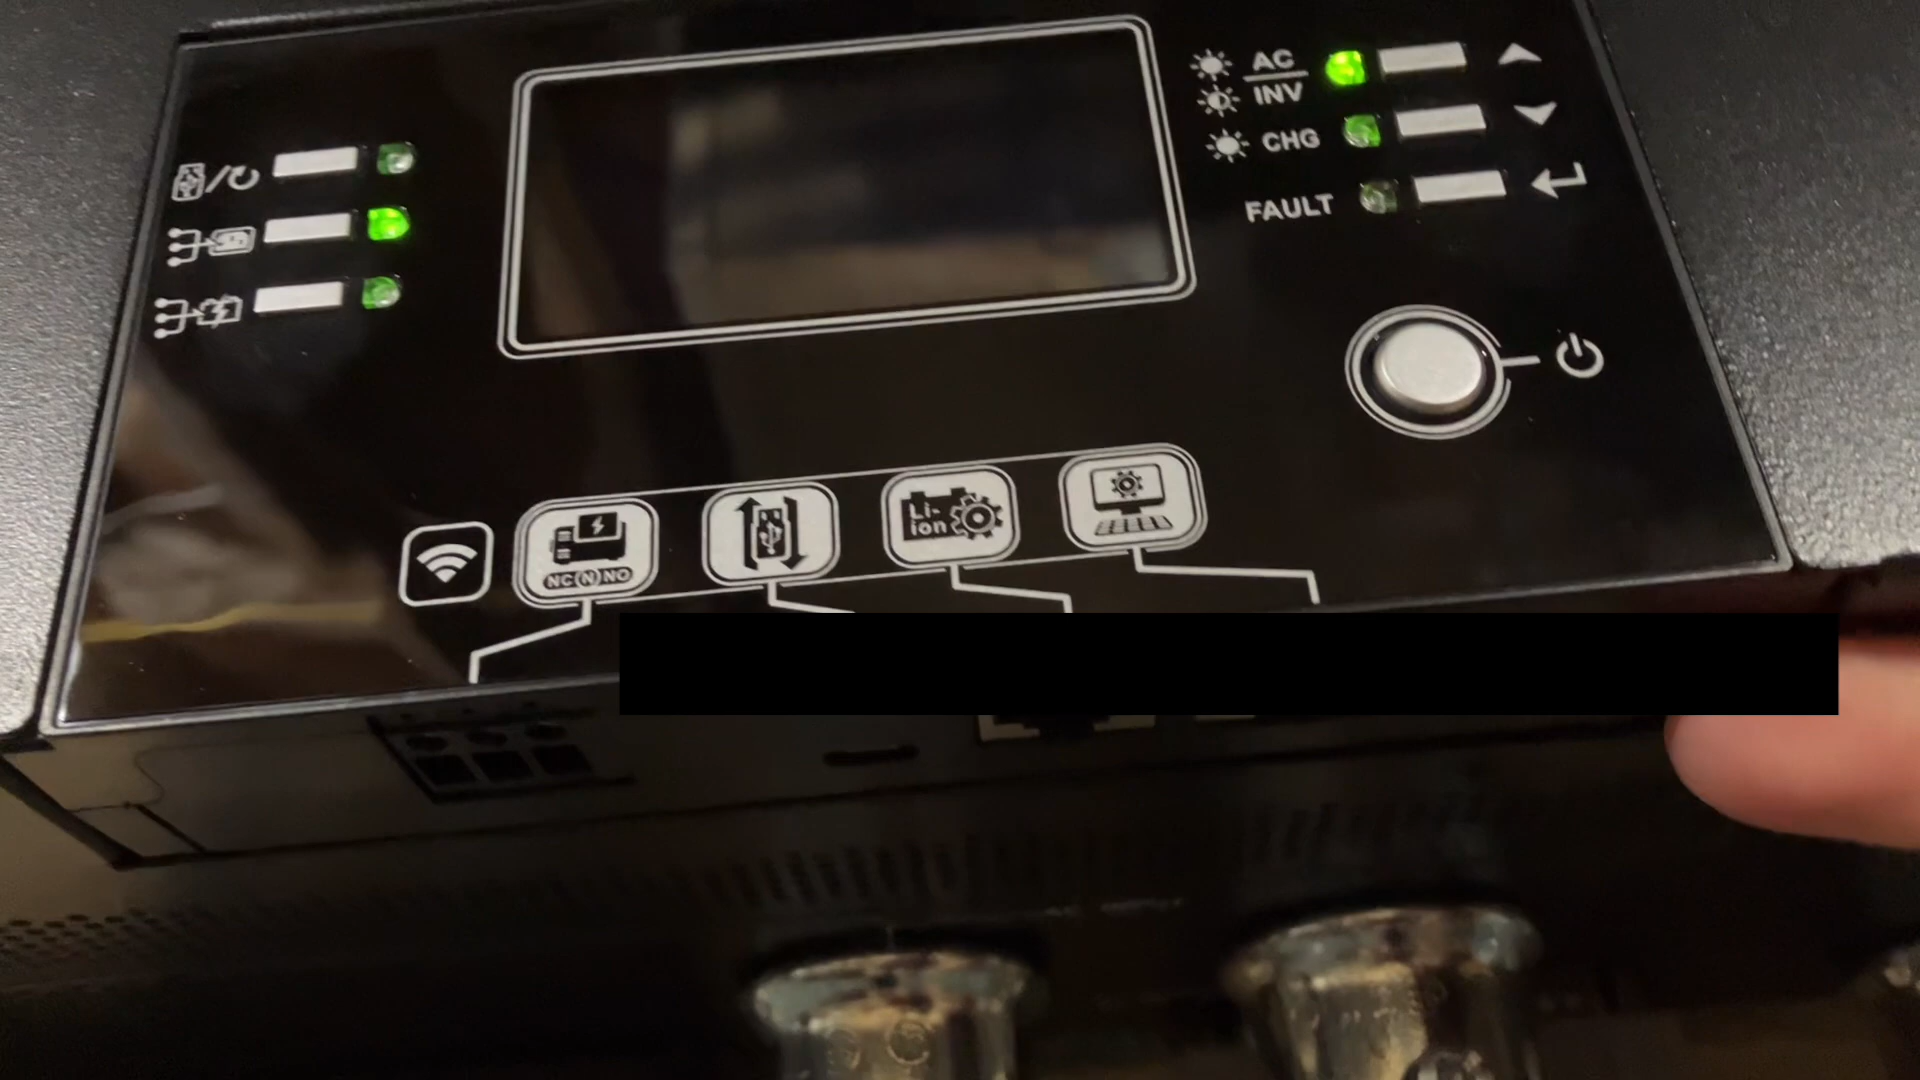 AC
INV
CHG
FAULT
NC N NO
Li-
ion